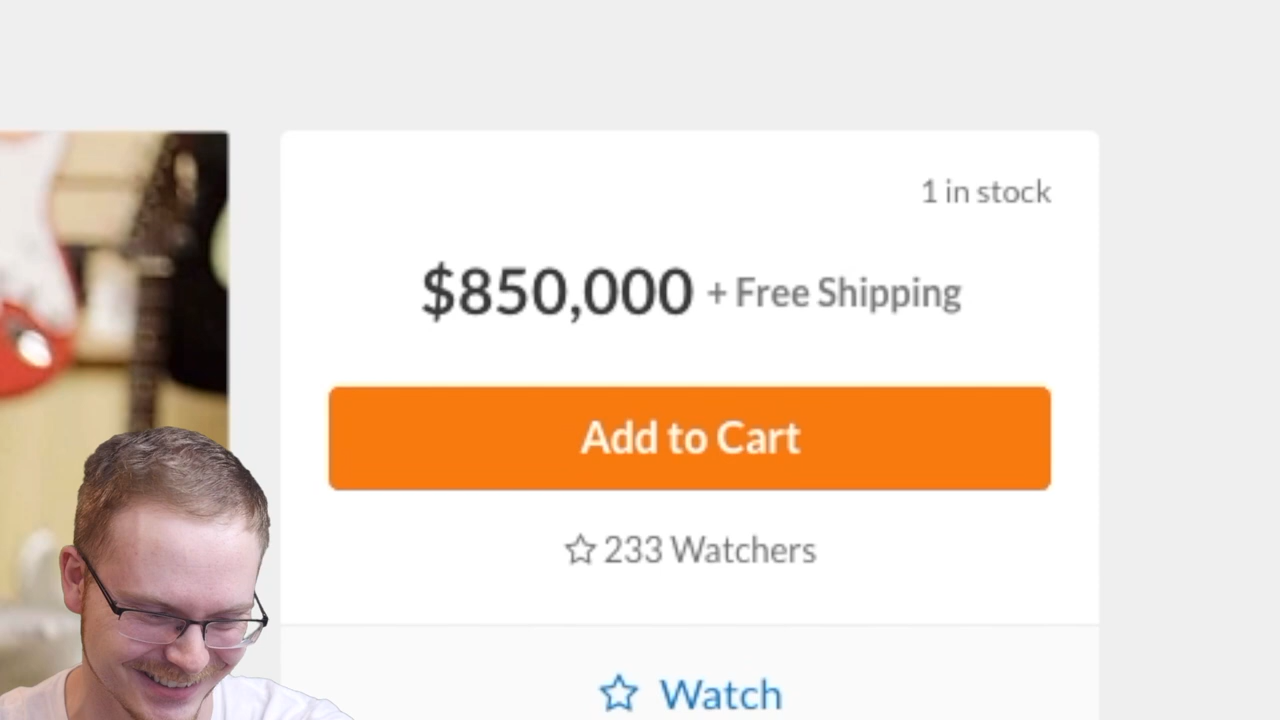 1 in stock
$850,000 + Free Shipping
Add to Cart
233 Watchers
Watch